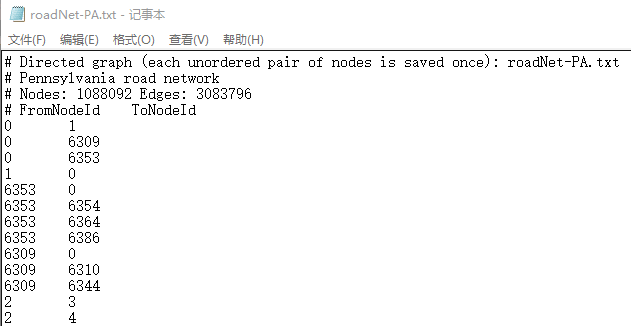 roadNet-PA.txt - 记事本
文件(F) 编辑(E) 格式(O) 查看(V) 帮助(H)
# Directed graph (each unordered pair of nodes is saved once): roadNet-PA.txt
# Pennsylvania road network
# Nodes: 1088092 Edges: 3083796
# FromNodeId ToNodeId
0 1
0 6309
0 6353
1 0
6353 0
6353 6354
6353 6364
6353 6386
6309 0
6309 6310
6309 6344
2 3
2 4